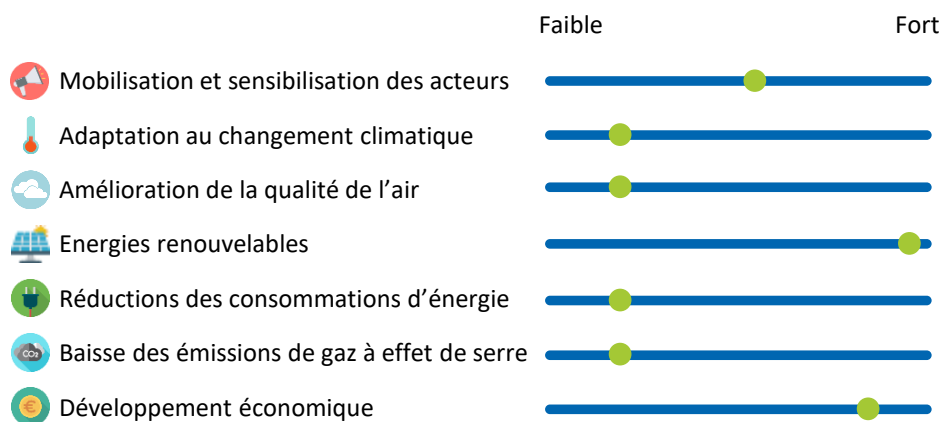 Faible Fort
Mobilisation et sensibilisation des acteurs
Adaptation au changement climatique
Amélioration de la qualité de l’air
Energies renouvelables
Réductions des consommations d’énergie
CO2
Baisse des émissions de gaz à effet de serre
€
Développement économique